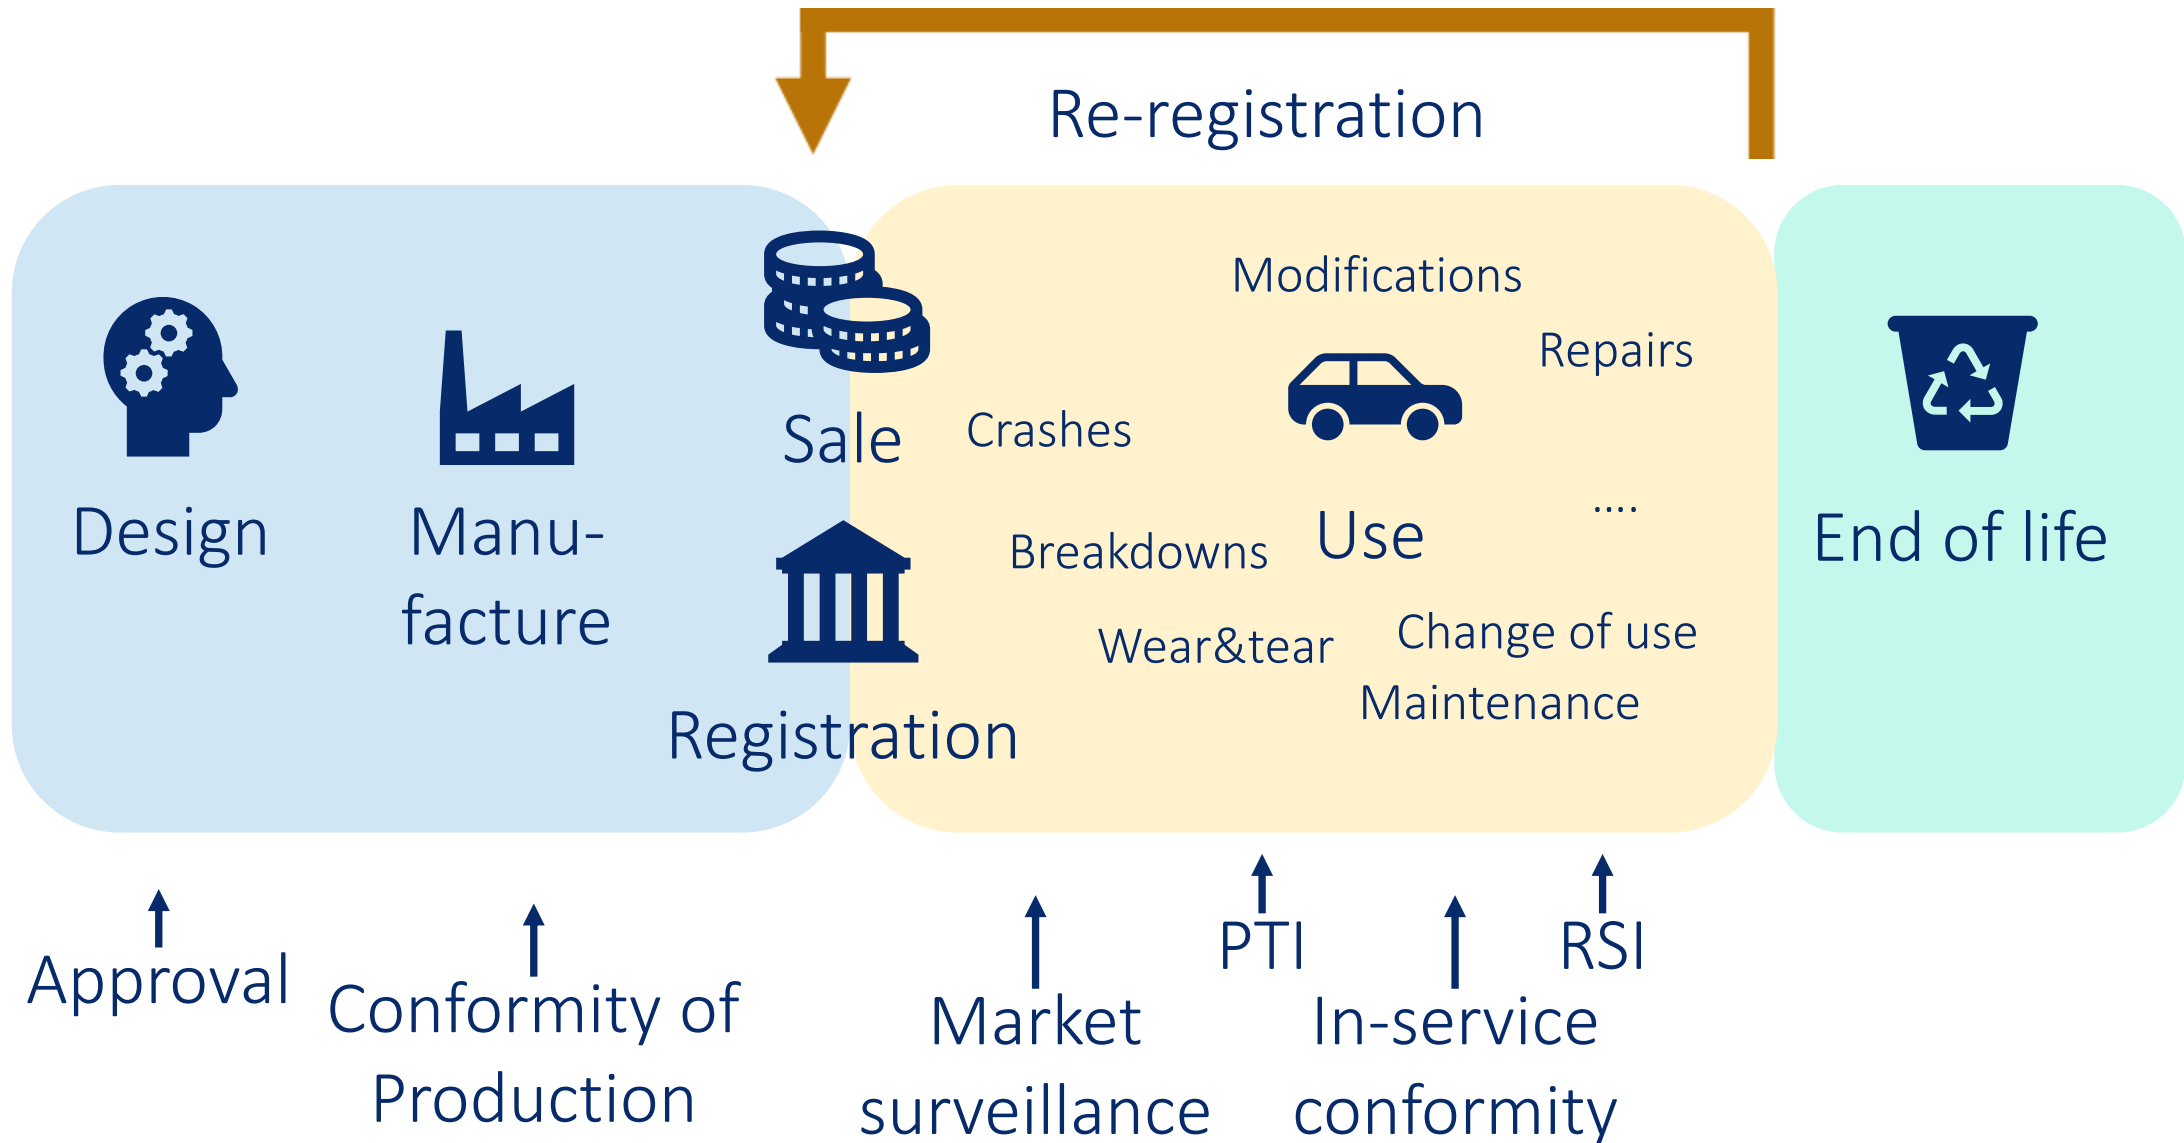 Re-registration
Design
Manu-
facture
Sale
Registration
Modifications
Repairs
Crashes
....
Use
Breakdowns
Wear&tear
Change of use
Maintenance
End of life
Approval
Conformity of
Production
Market
surveillance
PTI
In-service
conformity
RSI